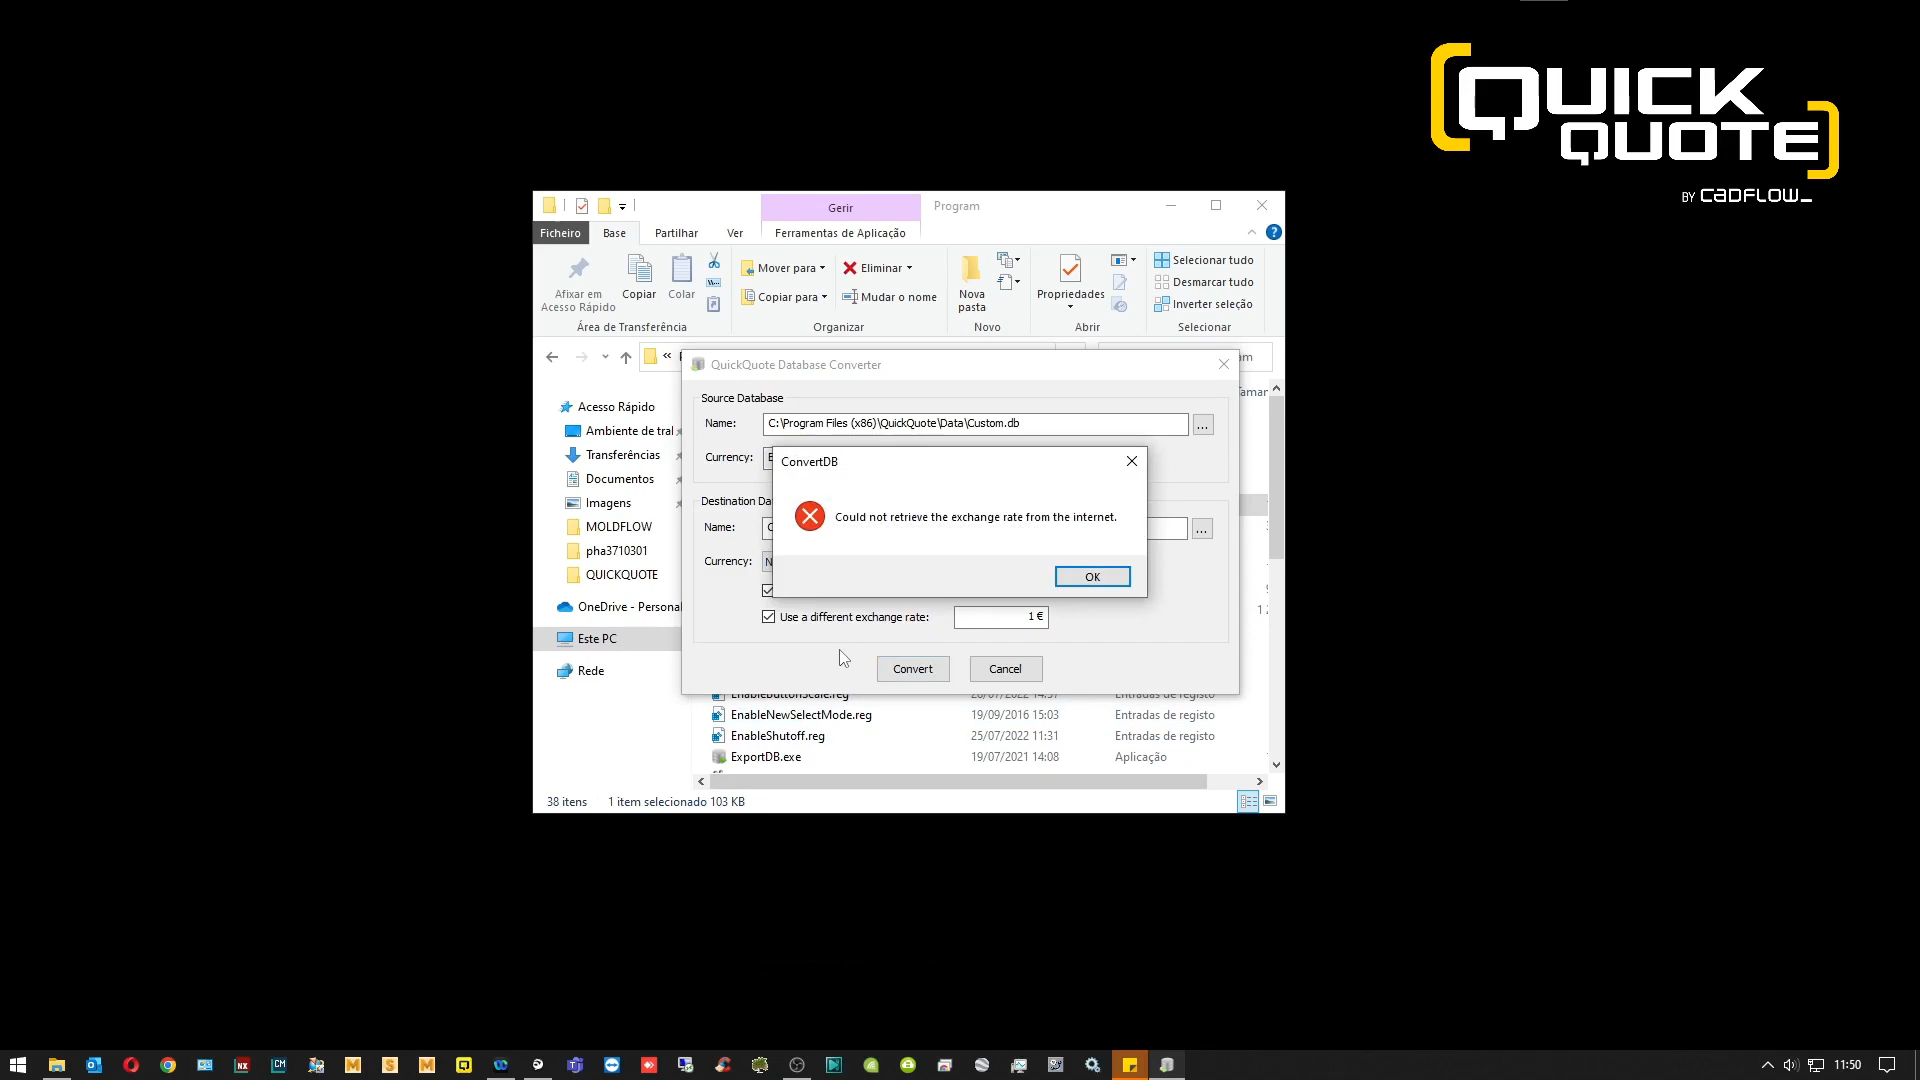 QUICK
QUOTE
BY CADFLOW_
Gerir
Program
Ficheiro
Base
Partilhar
Ver
Ferramentas de Aplicação
Afixar em
Acesso Rápido
Copiar
Colar
Mover para
Copiar para
Eliminar
Mudar o nome
Nova
pasta
Propriedades
Selecionar tudo
Desmarcar tudo
Inverter seleção
Área de Transferência
Organizar
Novo
Abrir
Selecionar
«
QuickQuote Database Converter
Source Database
Name:
C:\Program Files (x86)\QuickQuote\Data\Custom.db
...
Currency:
ConvertDB
Could not retrieve the exchange rate from the internet.
OK
Destination Da
Name:
...
Currency:
Use a different exchange rate:
1 €
Convert
Cancel
Acesso Rápido
Ambiente de tral
Transferências
Documentos
Imagens
MOLDFLOW
pha3710301
QUICKQUOTE
OneDrive - Persona
Este PC
Rede
EnableButtonScale.reg
EnableNewSelectMode.reg
19/09/2016 15:03
Entradas de registo
EnableShutoff.reg
25/07/2022 11:31
Entradas de registo
ExportDB.exe
19/07/2021 14:08
Aplicação
38 itens
1 item selecionado 103 KB
11:50